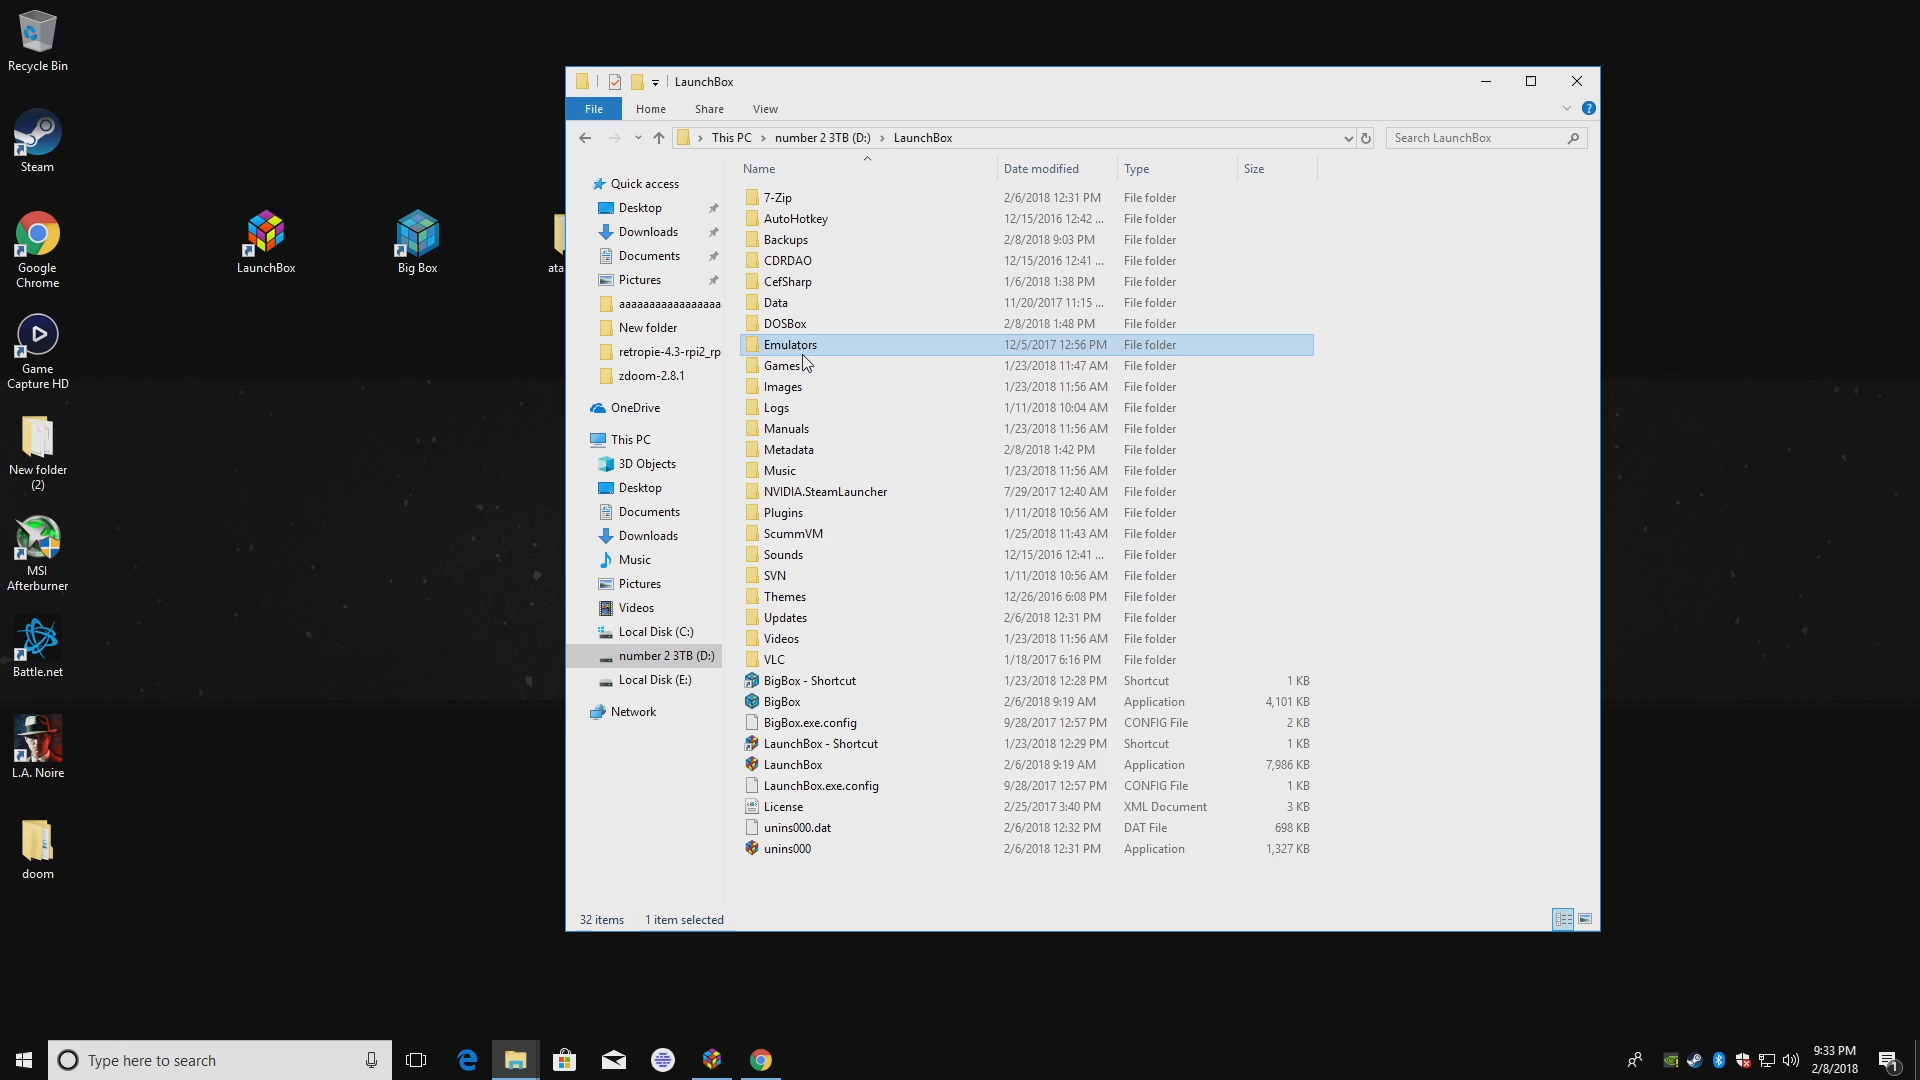 Recycle Bin
Steam
Google
Chrome
Game
Capture HD
New folder
(2)
MSI
Afterburner
Battle.net
L.A. Noire
doom
LaunchBox
Big Box
ata
LaunchBox
File Home Share View
This PC > number 2 3TB (D:) > LaunchBox
Search LaunchBox
Quick access
Desktop
Downloads
Documents
Pictures
New folder
retropie-4.3-rpi2_rp
zdoom-2.8.1
OneDrive
This PC
3D Objects
Desktop
Documents
Downloads
Music
Pictures
Videos
Local Disk (C:)
number 2 3TB (D:)
Local Disk (E:)
Network
Name Date modified Type Size
7-Zip 2/6/2018 12:31 PM File folder
AutoHotkey 12/15/2016 12:42 ... File folder
Backups 2/8/2018 9:03 PM File folder
CDRDAO 12/15/2016 12:41 ... File folder
CefSharp 1/6/2018 1:38 PM File folder
Data 11/20/2017 11:15 ... File folder
DOSBox 2/8/2018 1:48 PM File folder
Emulators 12/5/2017 12:56 PM File folder
Games 1/23/2018 11:47 AM File folder
Images 1/23/2018 11:56 AM File folder
Logs 1/11/2018 10:04 AM File folder
Manuals 1/23/2018 11:56 AM File folder
Metadata 2/8/2018 1:42 PM File folder
Music 1/23/2018 11:56 AM File folder
NVIDIA.SteamLauncher 7/29/2017 12:40 AM File folder
Plugins 1/11/2018 10:56 AM File folder
ScummVM 1/25/2018 11:43 AM File folder
Sounds 12/15/2016 12:41 ... File folder
SVN 1/11/2018 10:56 AM File folder
Themes 12/26/2016 6:08 PM File folder
Updates 2/6/2018 12:31 PM File folder
Videos 1/23/2018 11:56 AM File folder
VLC 1/18/2017 6:16 PM File folder
BigBox - Shortcut 1/23/2018 12:28 PM Shortcut 1 KB
BigBox 2/6/2018 9:19 AM Application 4,101 KB
BigBox.exe.config 9/28/2017 12:57 PM CONFIG File 2 KB
LaunchBox - Shortcut 1/23/2018 12:29 PM Shortcut 1 KB
LaunchBox 2/6/2018 9:19 AM Application 7,986 KB
LaunchBox.exe.config 9/28/2017 12:57 PM CONFIG File 1 KB
License 2/25/2017 3:40 PM XML Document 3 KB
unins000.dat 2/6/2018 12:32 PM DAT File 698 KB
unins000 2/6/2018 12:31 PM Application 1,327 KB
32 items 1 item selected
Type here to search
9:33 PM
2/8/2018
1